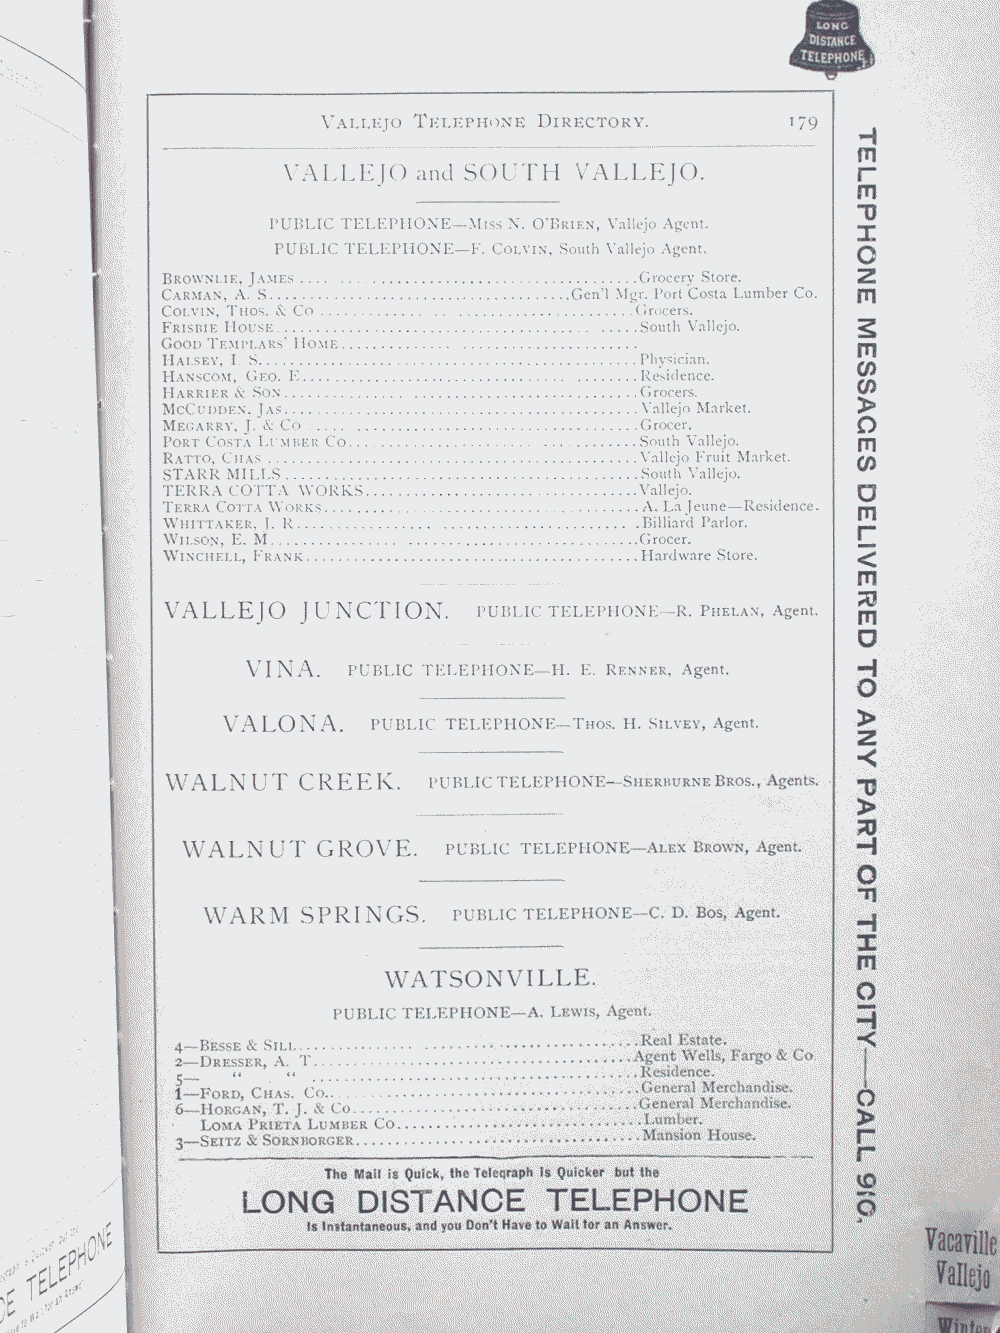 LONG
DISTANCE
TELEPHONE
VALLEJO TELEPHONE DIRECTORY. 179
VALLEJO and SOUTH VALLEJO.
PUBLIC TELEPHONE—MISS N. O'BRIEN, Vallejo Agent.
PUBLIC TELEPHONE—F. COLVIN, South Vallejo Agent.
BROWNLIE, JAMES ........ Grocery Store.
CARMAN, A. S. ........ Gen'l Mgr. Port Costa Lumber Co.
COLVIN, THOS. & CO ........ Grocers.
FRISBIE HOUSE ........ South Vallejo.
GOOD TEMPLARS' HOME ........
HALSEY, I. S. ........ Physician.
HANSCOM, GEO. E. ........ Residence.
HARRIER & SON ........ Grocers.
MCCUDDEN, JAS. ........ Vallejo Market.
MEGARRY, J. & CO ........ Grocer.
PORT COSTA LUMBER CO. ........ South Vallejo.
RATTO, CHAS ........ Vallejo Fruit Market.
STARR MILLS ........ South Vallejo.
TERRA COTTA WORKS ........ Vallejo.
TERRA COTTA WORKS ........ A. La Jeune—Residence.
WHITTAKER, J. R. ........ Billiard Parlor.
WILSON, E. M ........ Grocer.
WINCHELL, FRANK ........ Hardware Store.
VALLEJO JUNCTION. PUBLIC TELEPHONE—R. PHELAN, Agent.
VINA. PUBLIC TELEPHONE—H. E. RENNER, Agent.
VALONA. PUBLIC TELEPHONE—THOS. H. SILVEY, Agent.
WALNUT CREEK. PUBLIC TELEPHONE—SHERBURNE BROS., Agents.
WALNUT GROVE. PUBLIC TELEPHONE—ALEX BROWN, Agent.
WARM SPRINGS. PUBLIC TELEPHONE—C. D. BOS, Agent.
WATSONVILLE.
PUBLIC TELEPHONE—A. LEWIS, Agent.
4—BESSE & SILL ........ Real Estate.
2—DRESSER, A. T ........ Agent Wells, Fargo & Co
5— " " ........ Residence.
1—FORD, CHAS. CO. ........ General Merchandise.
6—HORGAN, T. J. & CO. ........ General Merchandise.
LOMA PRIETA LUMBER CO. ........ Lumber.
3—SEITZ & SORNBORGER ........ Mansion House.
The Mail is Quick, the Telegraph is Quicker but the
LONG DISTANCE TELEPHONE
Is Instantaneous, and you Don't Have to Wait for an Answer.
TELEPHONE MESSAGES DELIVERED TO ANY PART OF THE CITY—CALL 910.
Vacaville
Vallejo
Winter
TELEPHONE